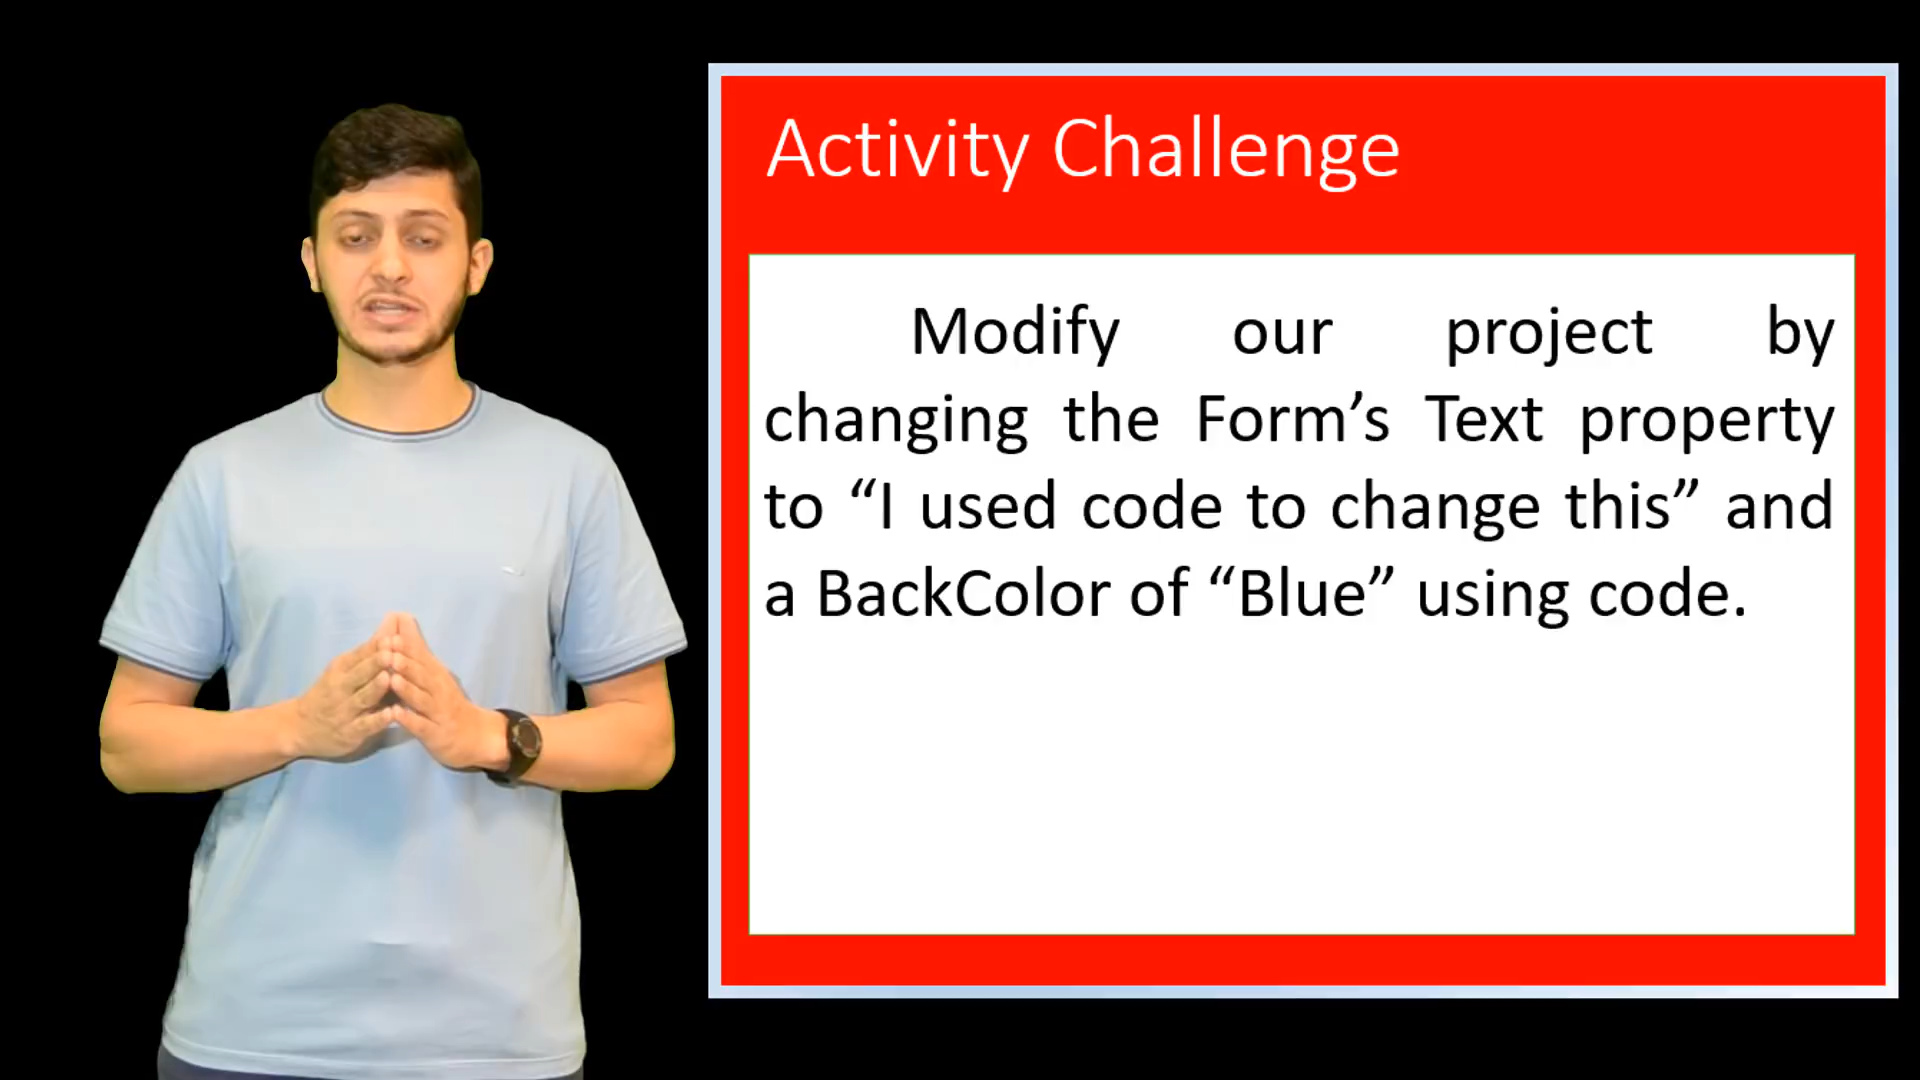 Activity Challenge
Modify our project by
changing the Form’s Text property
to “I used code to change this” and
a BackColor of “Blue” using code.